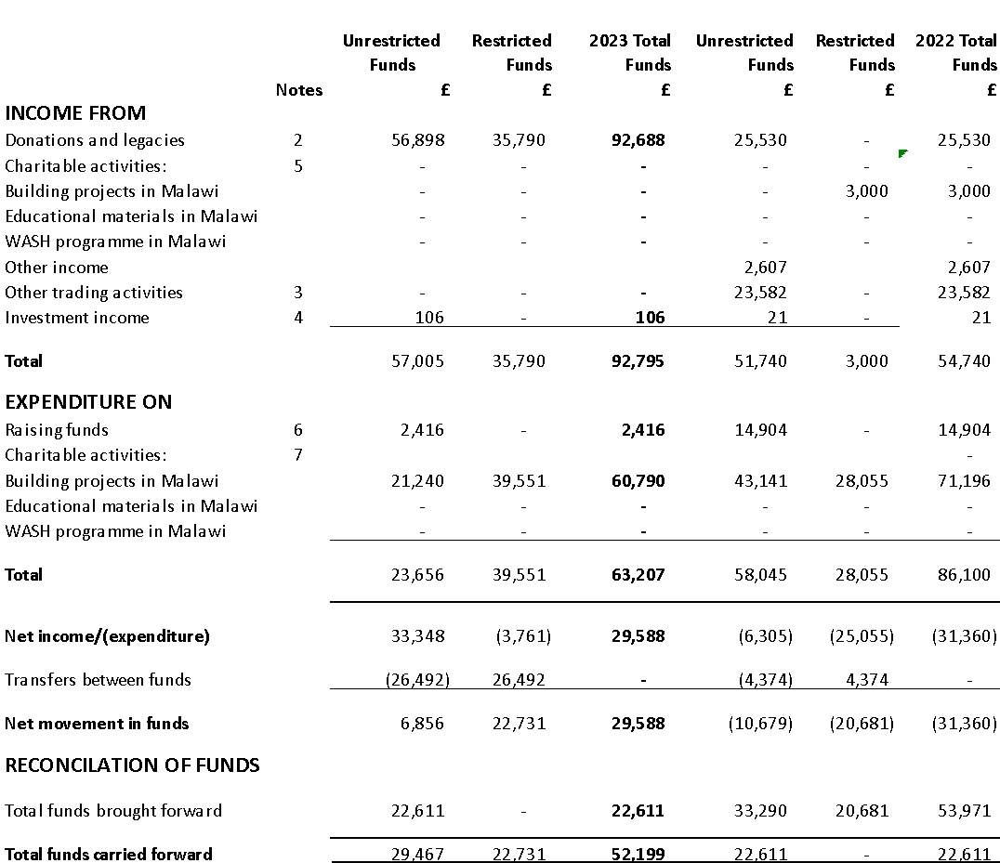 Unrestricted Restricted 2023 Total Unrestricted Restricted 2022 Total
Funds Funds Funds Funds Funds Funds
Notes £ £ £ £ £ £
INCOME FROM
Donations and legacies 2 56,898 35,790 92,688 25,530 - 25,530
Charitable activities: 5 - - - - - -
Building projects in Malawi - - - - 3,000 3,000
Educational materials in Malawi - - - - - -
WASH programme in Malawi - - - - - -
Other income 2,607 2,607
Other trading activities 3 - - - 23,582 - 23,582
Investment income 4 106 - 106 21 - 21
Total 57,005 35,790 92,795 51,740 3,000 54,740
EXPENDITURE ON
Raising funds 6 2,416 - 2,416 14,904 - 14,904
Charitable activities: 7 -
Building projects in Malawi 21,240 39,551 60,790 43,141 28,055 71,196
Educational materials in Malawi - - - - - -
WASH programme in Malawi - - - - - -
Total 23,656 39,551 63,207 58,045 28,055 86,100
Net income/(expenditure) 33,348 (3,761) 29,588 (6,305) (25,055) (31,360)
Transfers between funds (26,492) 26,492 - (4,374) 4,374 -
Net movement in funds 6,856 22,731 29,588 (10,679) (20,681) (31,360)
RECONCILATION OF FUNDS
Total funds brought forward 22,611 - 22,611 33,290 20,681 53,971
Total funds carried forward 29,467 22,731 52,199 22,611 - 22,611